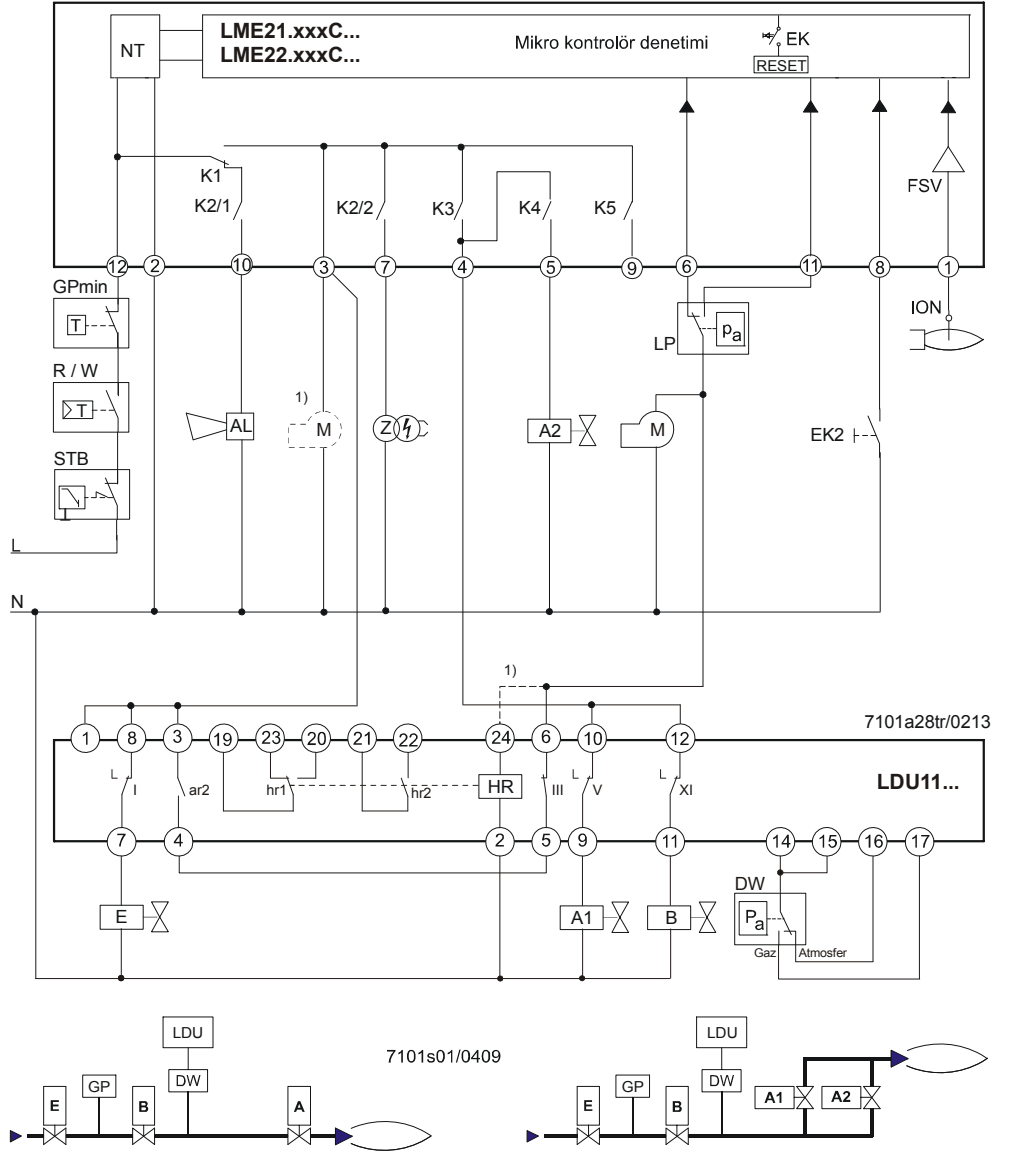 LME21.xxxC...
LME22.xxxC...
NT
Mikro kontrolör denetimi
EK
RESET
K1
FSV
K2/1
K2/2
K3
K4
K5
12
2
10
3
7
4
5
9
6
11
8
1
GPmin
T
LP
Pa
ION
R / W
T
1)
AL
M
Z
A2
M
EK2
STB
L
N
1)
7101a28tr/0213
1
8
3
19
23
20
21
22
24
6
10
12
L
I
ar2
hr1
hr2
HR
III
L
V
L
XI
LDU11...
7
4
2
5
9
11
14
15
16
17
DW
E
A1
B
Pa
Gaz
Atmosfer
7101s01/0409
LDU
GP
DW
E
B
A
LDU
GP
DW
E
B
A1
A2